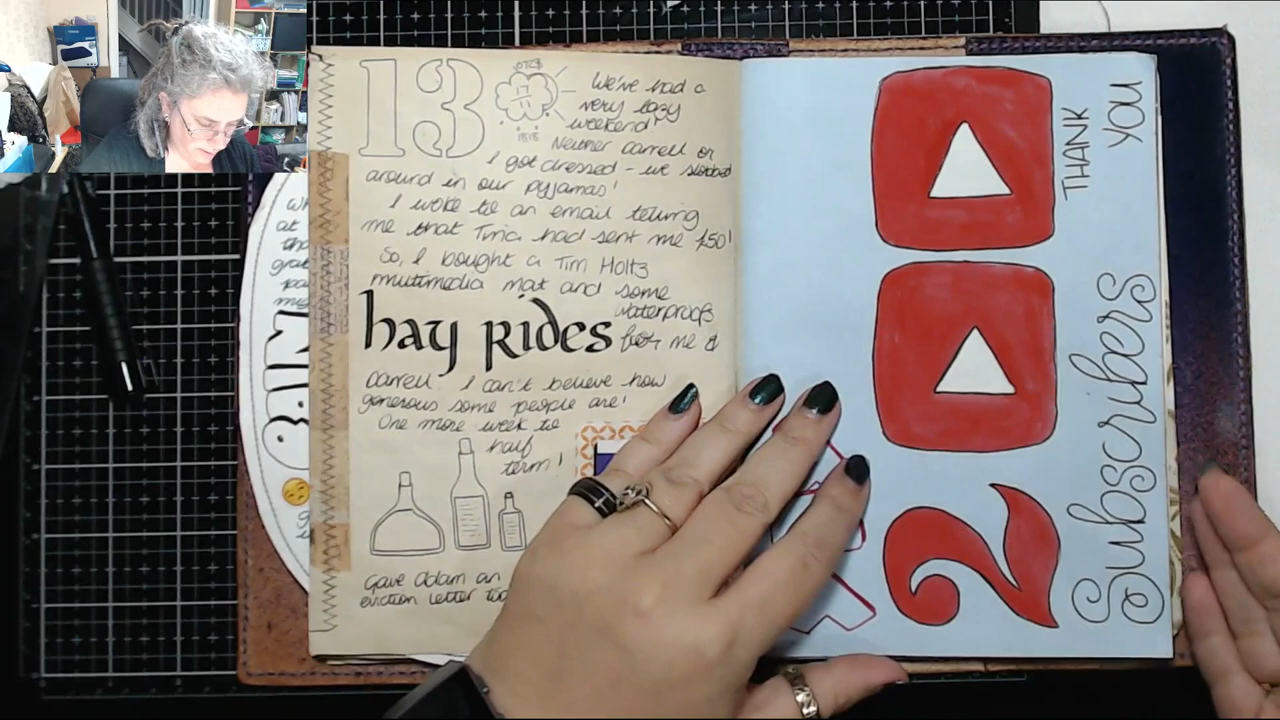 13
We've had a
very lazy
weekend!
Neither Darrell or
I got dressed - we slobbed
around in our pyjamas!
I woke to an email telling
me that Tina had sent me £50!
So, I bought a Tim Holtz
multimedia mat and some
waterproofs
hay rides
for me &
Darrell. I can't believe how
generous some people are!
One more week to
half
term!
Gave Adam an
eviction letter
2
Subscribers
THANK
YOU